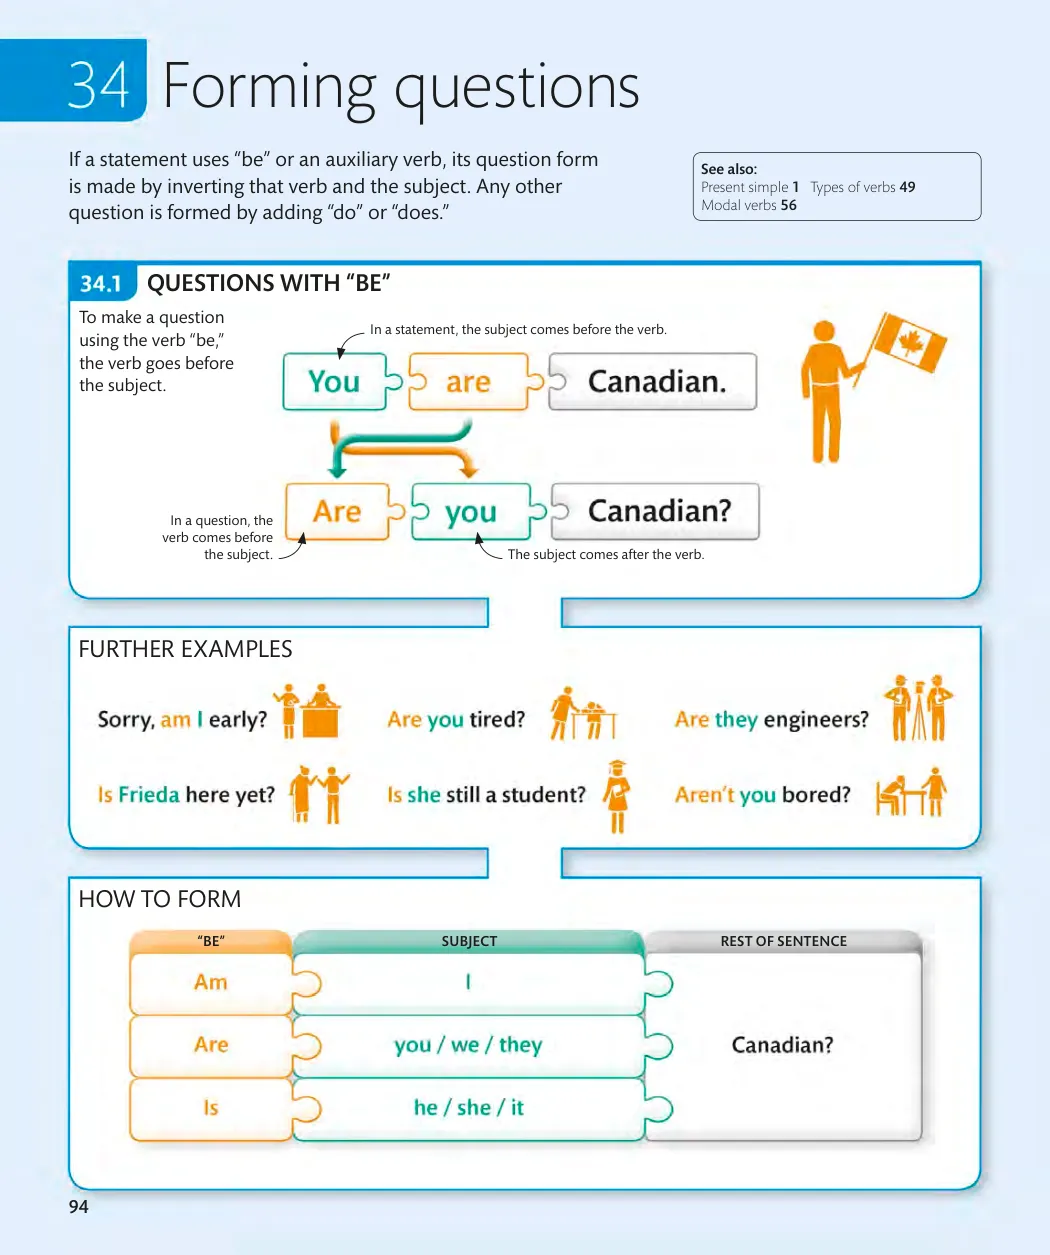 34 Forming questions
If a statement uses “be” or an auxiliary verb, its question form
is made by inverting that verb and the subject. Any other
question is formed by adding “do” or “does.”
See also:
Present simple 1 Types of verbs 49
Modal verbs 56
34.1 QUESTIONS WITH “BE”
To make a question
using the verb “be,”
the verb goes before
the subject.
In a statement, the subject comes before the verb.
You are Canadian.
Are you Canadian?
In a question, the
verb comes before
the subject.
The subject comes after the verb.
FURTHER EXAMPLES
Sorry, am I early?
Are you tired?
Are they engineers?
Is Frieda here yet?
Is she still a student?
Aren’t you bored?
HOW TO FORM
“BE” SUBJECT REST OF SENTENCE
Am I
Are you / we / they Canadian?
Is he / she / it
94